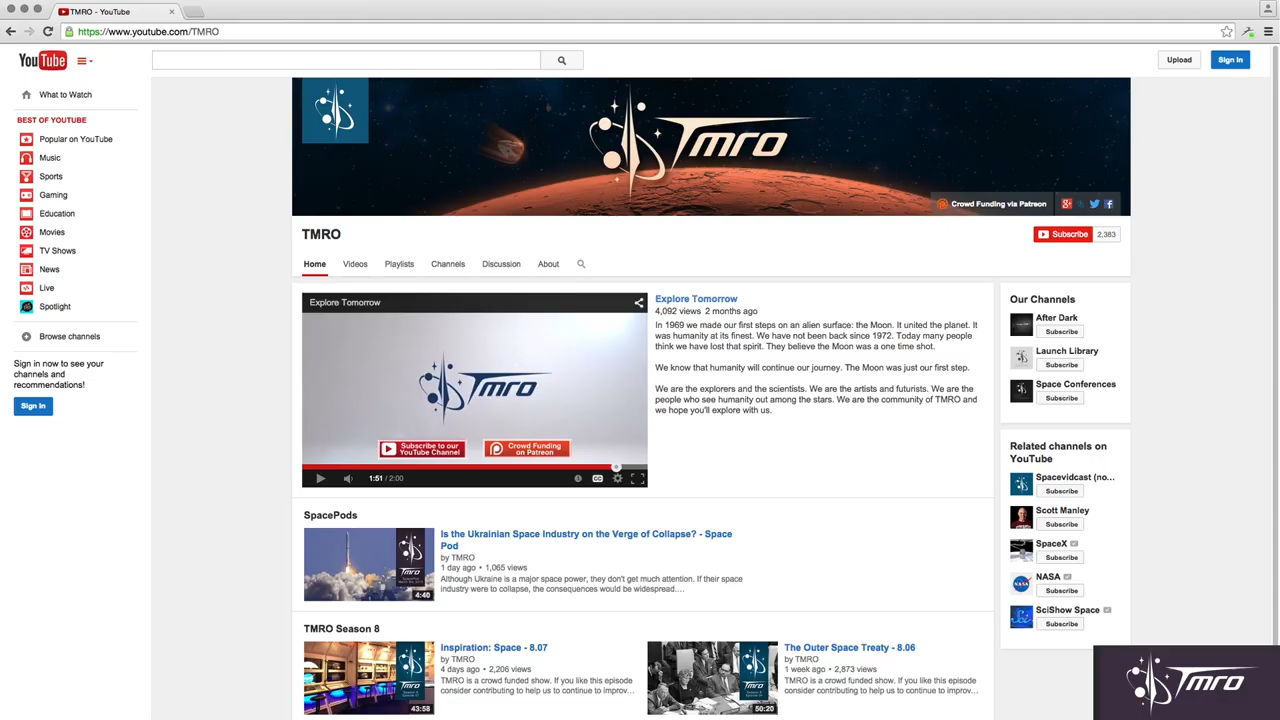 TMRO - YouTube
https://www.youtube.com/TMRO
YouTube
Upload
Sign In
What to Watch
BEST OF YOUTUBE
Popular on YouTube
Music
Sports
Gaming
Education
Movies
TV Shows
News
Live
Spotlight
Browse channels
Sign in now to see your
channels and
recommendations!
Sign In
TMRO
Crowd Funding via Patreon
TMRO
Subscribe
2,383
Home
Videos
Playlists
Channels
Discussion
About
Explore Tomorrow
TMRO
Subscribe to our
YouTube Channel
Crowd Funding
on Patreon
1:51 / 2:00
CC
Explore Tomorrow
4,092 views 2 months ago
In 1969 we made our first steps on an alien surface: the Moon. It united the planet. It
was humanity at its finest. We have not been back since 1972. Today many people
think we have lost that spirit. They believe the Moon was a one time shot.
We know that humanity will continue our journey. The Moon was just our first step.
We are the explorers and the scientists. We are the artists and futurists. We are the
people who see humanity out among the stars. We are the community of TMRO and
we hope you'll explore with us.
SpacePods
TMRO
4:40
Is the Ukrainian Space Industry on the Verge of Collapse? - Space
Pod
by TMRO
1 day ago • 1,065 views
Although Ukraine is a major space power, they don't get much attention. If their space
industry were to collapse, the consequences would be widespread....
TMRO Season 8
TMRO
43:58
Inspiration: Space - 8.07
by TMRO
4 days ago • 2,206 views
TMRO is a crowd funded show. If you like this episode
consider contributing to help us to continue to improv...
TMRO
50:20
The Outer Space Treaty - 8.06
by TMRO
1 week ago • 2,873 views
TMRO is a crowd funded show. If you like this episode
consider contributing to help us to continue to improv...
Our Channels
After Dark
Subscribe
Launch Library
Subscribe
Space Conferences
Subscribe
Related channels on
YouTube
Spacevidcast (no...
Subscribe
Scott Manley
Subscribe
SpaceX
Subscribe
NASA
NASA
Subscribe
SciShow Space
Subscribe
TMRO